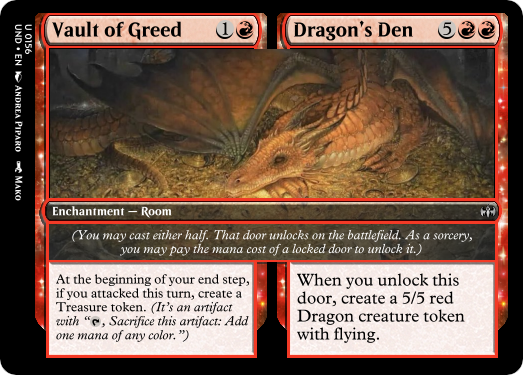 Vault of Greed 1
Dragon's Den 5
Enchantment — Room
(You may cast either half. That door unlocks on the battlefield. As a sorcery,
you may pay the mana cost of a locked door to unlock it.)
At the beginning of your end step,
if you attacked this turn, create a
Treasure token. (It's an artifact
with “, Sacrifice this artifact: Add
one mana of any color.”)
When you unlock this
door, create a 5/5 red
Dragon creature token
with flying.
U 0156
UND • EN ANDREA PIPARO MAKO